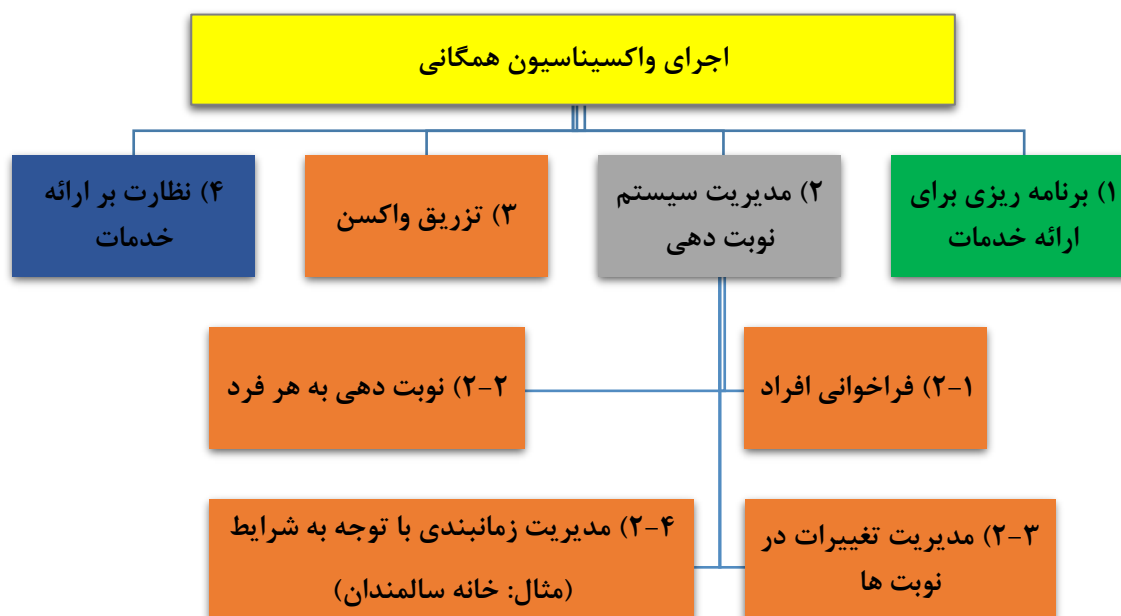 اجرای واکسیناسیون همگانی
۱) برنامه ریزی برای
ارائه خدمات
۲) مدیریت سیستم
نوبت دهی
۳) تزریق واکسن
۴) نظارت بر ارائه
خدمات
۲-۱) فراخوانی افراد
۲-۲) نوبت دهی به هر فرد
۲-۳) مدیریت تغییرات در
نوبت ها
۲-۴) مدیریت زمانبندی با توجه به شرایط
(مثال: خانه سالمندان)